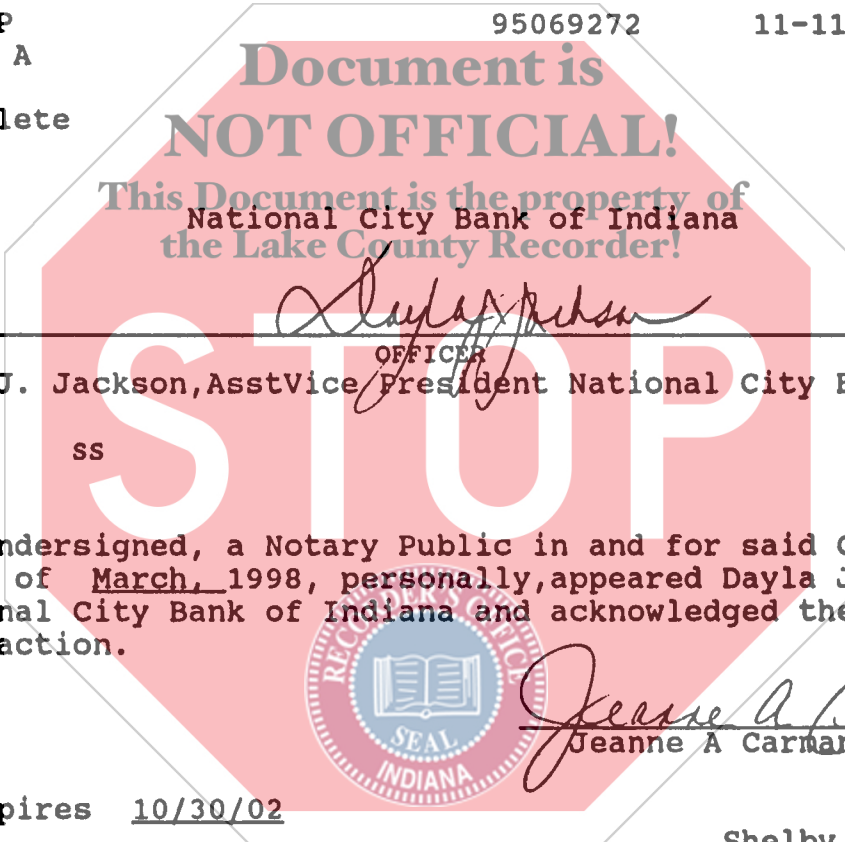 P 95069272 11-11
A
Document is
lete
NOT OFFICIAL!
This Document is the property of
National City Bank of Indiana
the Lake County Recorder!
Dayla J Jackson
STOP
OFFICER
J. Jackson,AsstVice President National City B
ss
ndersigned, a Notary Public in and for said C
of March, 1998, personally,appeared Dayla J
nal City Bank of Indiana and acknowledged the
action.
RECORDER'S OFFICE
SEAL
INDIANA
Jeanne A
Jeanne A Carman
pires 10/30/02
Shelby